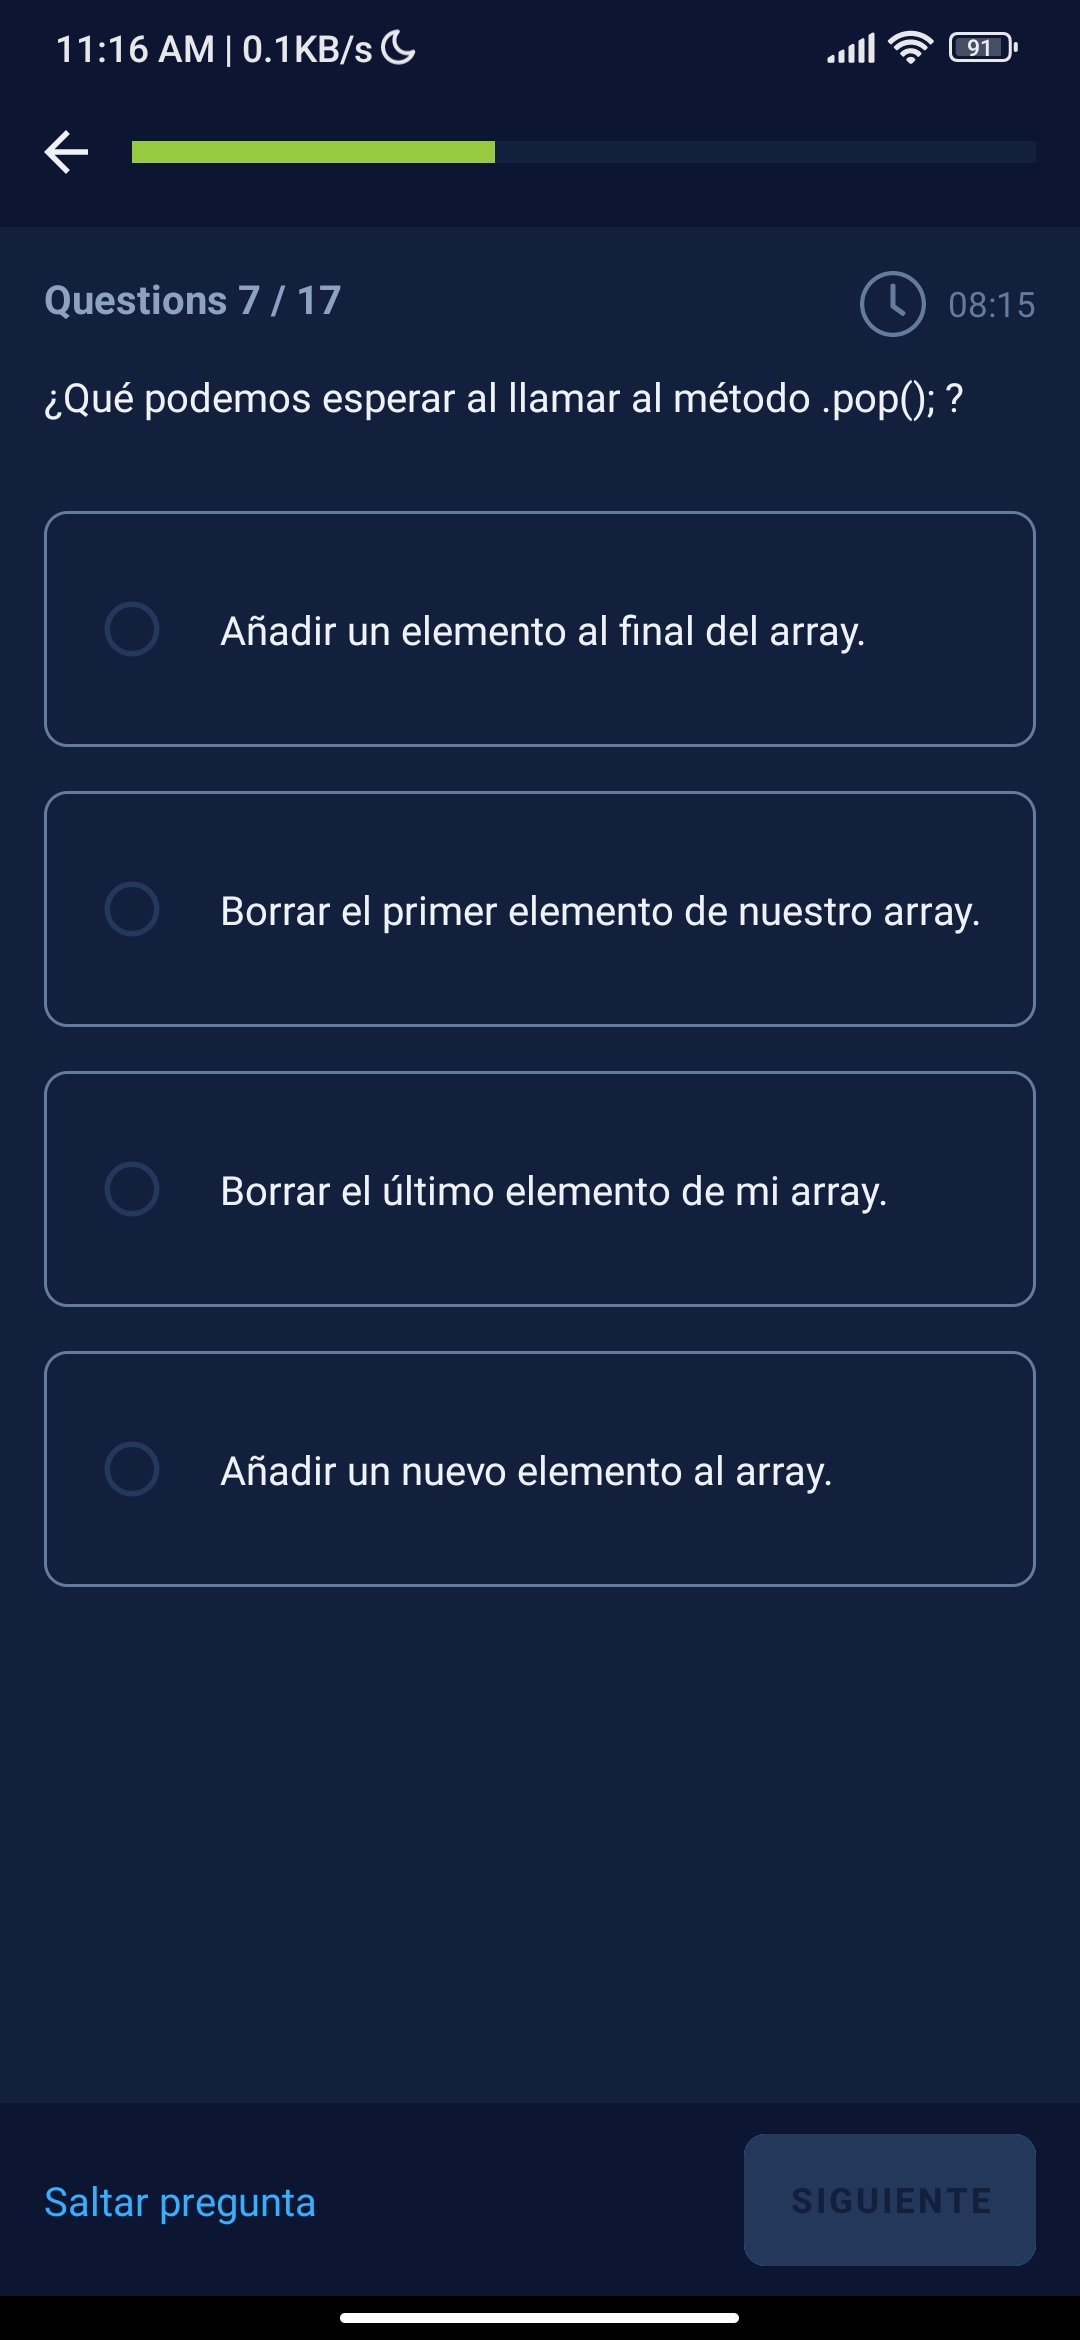 11:16 AM | 0.1KB/s
91
Questions 7 / 17
08:15
¿Qué podemos esperar al llamar al método .pop(); ?
Añadir un elemento al final del array.
Borrar el primer elemento de nuestro array.
Borrar el último elemento de mi array.
Añadir un nuevo elemento al array.
Saltar pregunta
SIGUIENTE